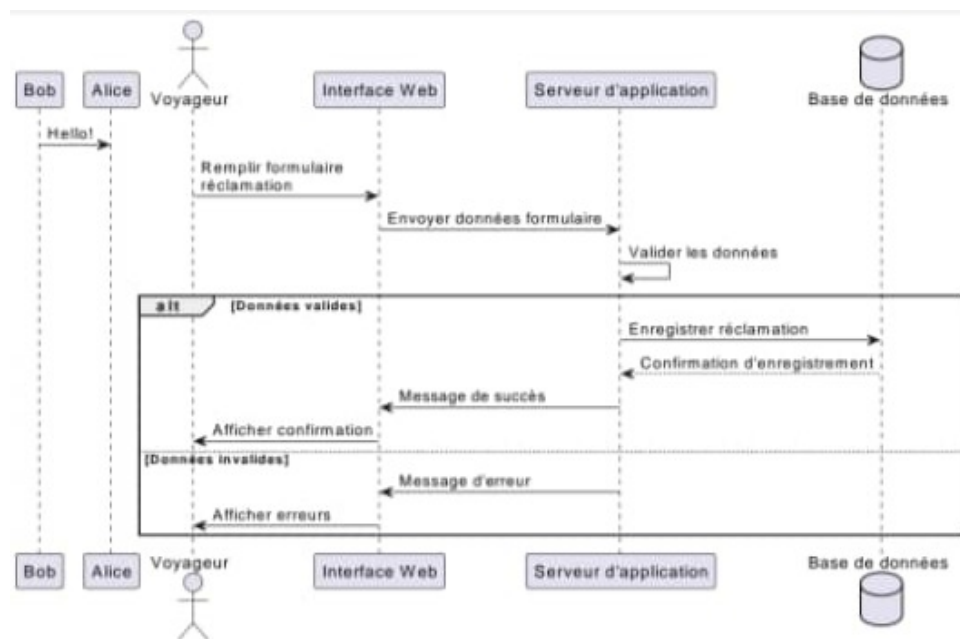 Bob
Alice
Voyageur
Interface Web
Serveur d'application
Base de données
Hello!
Remplir formulaire
réclamation
Envoyer données formulaire
Valider les données
alt
[Données valides]
Enregistrer réclamation
Confirmation d'enregistrement
Message de succès
Afficher confirmation
[Données invalides]
Message d'erreur
Afficher erreurs
Bob
Alice
Voyageur
Interface Web
Serveur d'application
Base de données